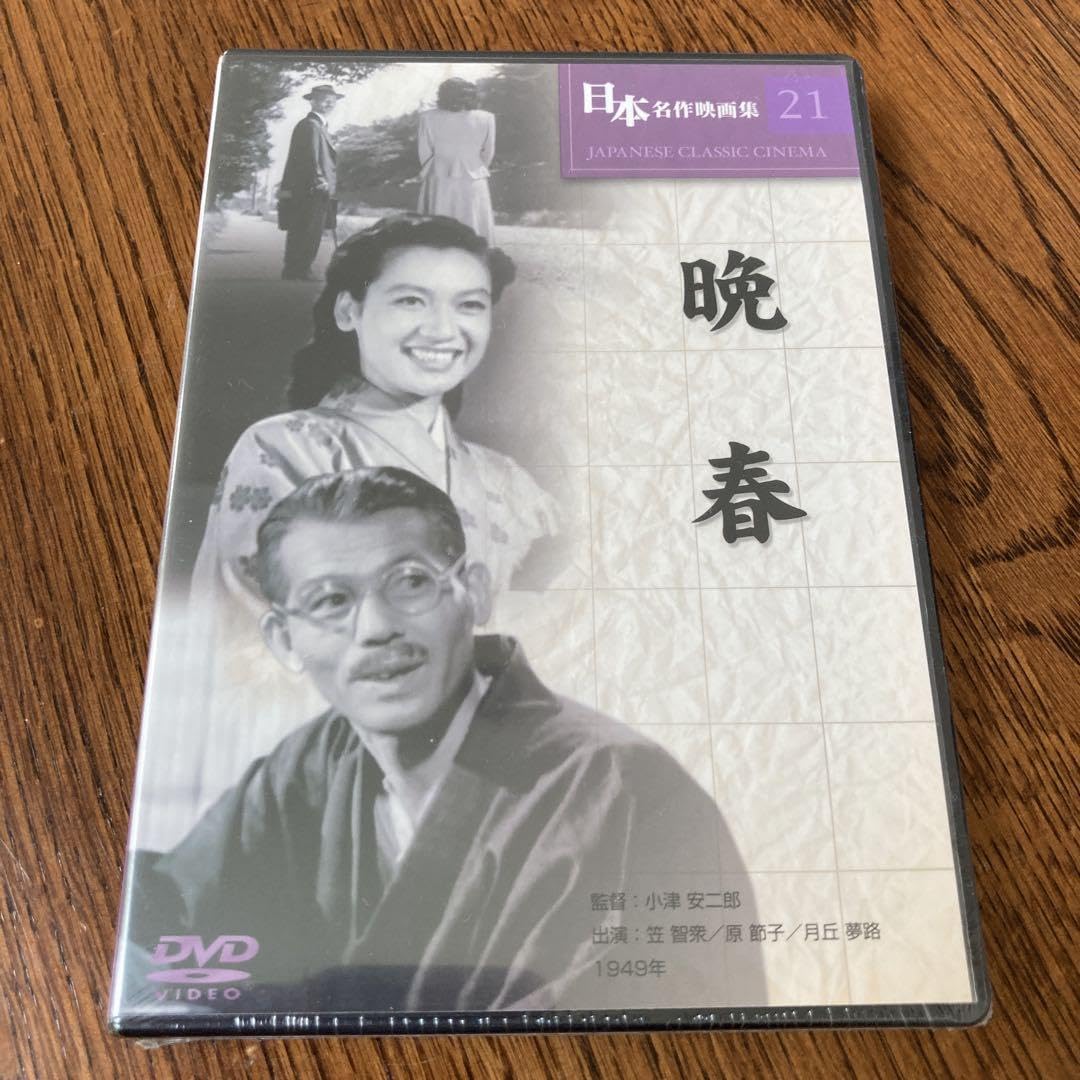 日本名作映画集 21
JAPANESE CLASSIC CINEMA
晩春
監督：小津 安二郎
出演：笠 智衆／原 節子／月丘 夢路
1949年
DVD
VIDEO